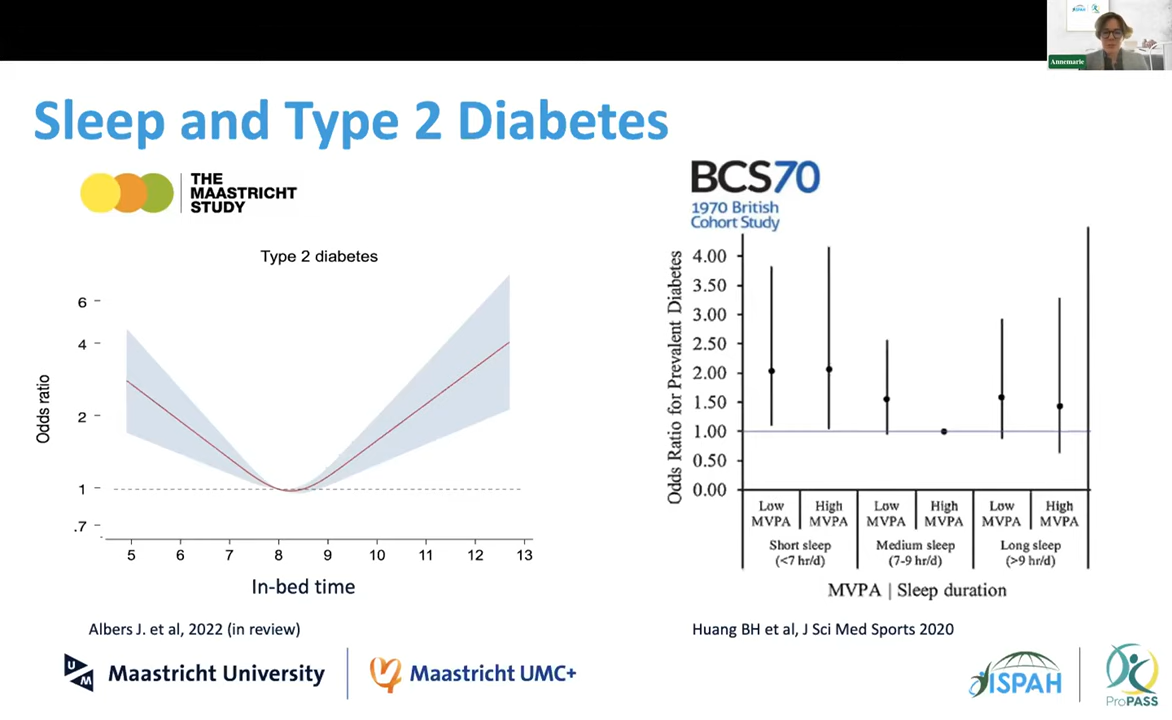 Annemarie
Sleep and Type 2 Diabetes
THE
MAASTRICHT
STUDY
Type 2 diabetes
Odds ratio
6
4
2
1
.7
5 6 7 8 9 10 11 12 13
In-bed time
Albers J. et al, 2022 (in review)
BCS70
1970 British
Cohort Study
Odds Ratio for Prevalent Diabetes
4.00
3.50
3.00
2.50
2.00
1.50
1.00
0.50
0.00
Low High Low High Low High
MVPA MVPA MVPA MVPA MVPA MVPA
Short sleep Medium sleep Long sleep
(<7 hr/d) (7-9 hr/d) (>9 hr/d)
MVPA | Sleep duration
Huang BH et al, J Sci Med Sports 2020
UM Maastricht University
Maastricht UMC+
ISPAH
ProPASS